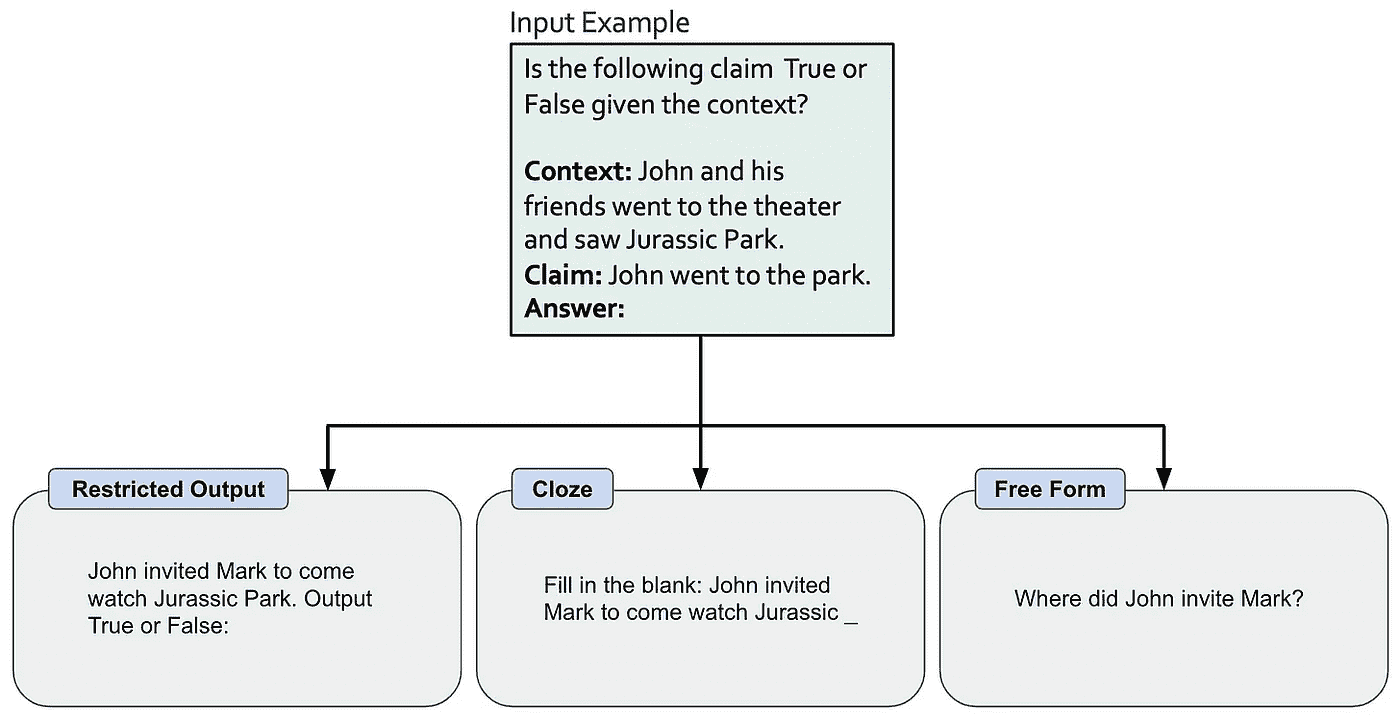 Input Example
Is the following claim True or
False given the context?
Context: John and his
friends went to the theater
and saw Jurassic Park.
Claim: John went to the park.
Answer:
Restricted Output
John invited Mark to come
watch Jurassic Park. Output
True or False:
Cloze
Fill in the blank: John invited
Mark to come watch Jurassic _
Free Form
Where did John invite Mark?